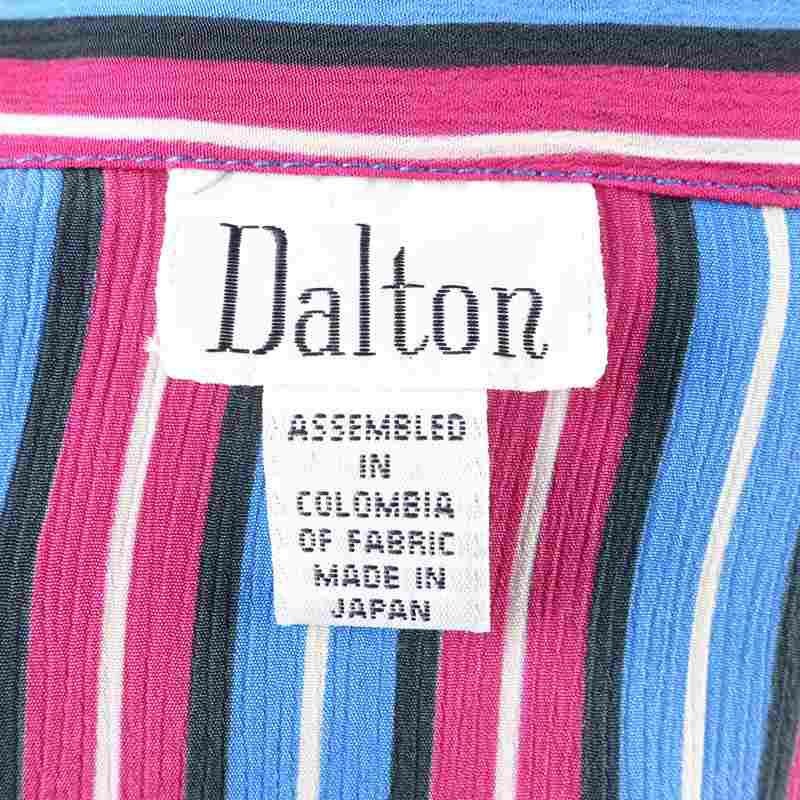 Dalton
ASSEMBLED
IN
COLOMBIA
OF FABRIC
MADE IN
JAPAN